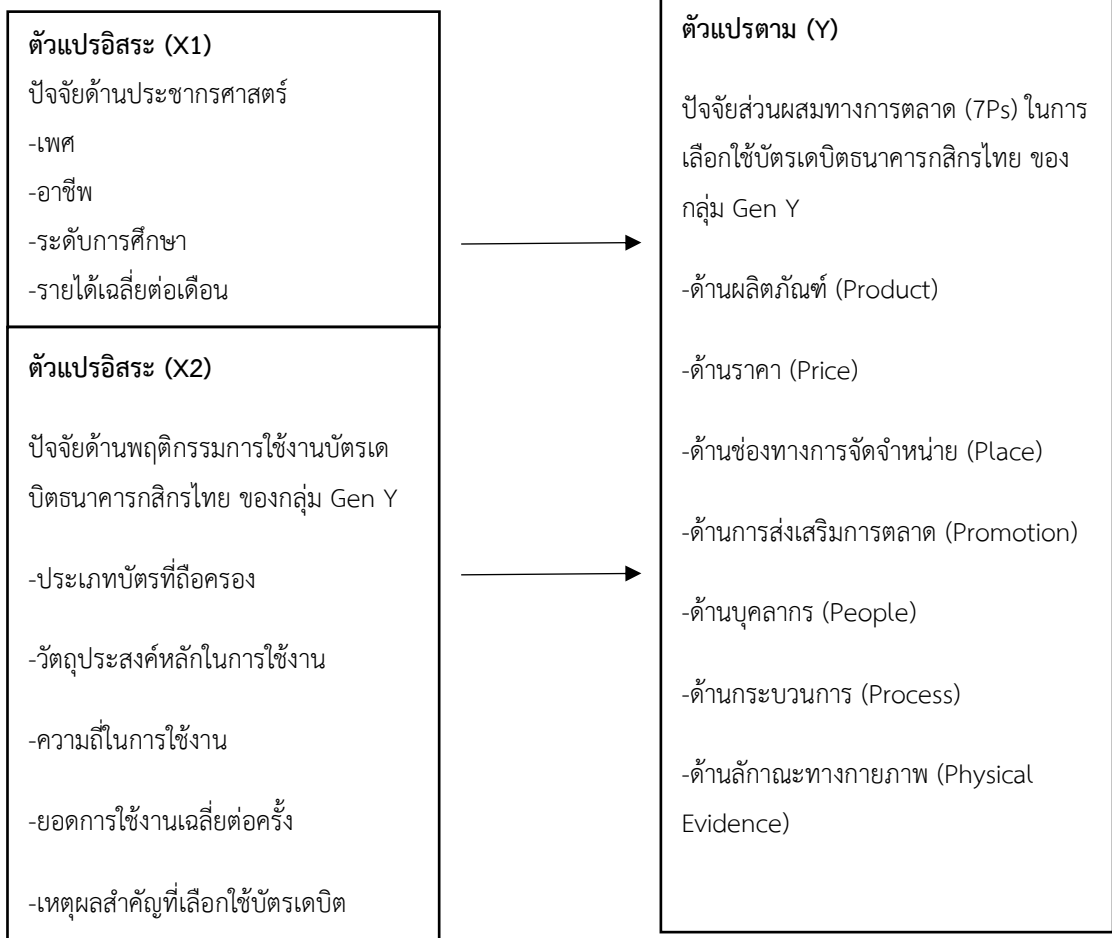 ตัวแปรอิสระ (X1)
ปัจจัยด้านประชากรศาสตร์
-เพศ
-อาชีพ
-ระดับการศึกษา
-รายได้เฉลี่ยต่อเดือน
ตัวแปรอิสระ (X2)
ปัจจัยด้านพฤติกรรมการใช้งานบัตรเด
บิตธนาคารกสิกรไทย ของกลุ่ม Gen Y
-ประเภทบัตรที่ถือครอง
-วัตถุประสงค์หลักในการใช้งาน
-ความถี่ในการใช้งาน
-ยอดการใช้งานเฉลี่ยต่อครั้ง
-เหตุผลสำคัญที่เลือกใช้บัตรเดบิต
ตัวแปรตาม (Y)
ปัจจัยส่วนผสมทางการตลาด (7Ps) ในการ
เลือกใช้บัตรเดบิตธนาคารกสิกรไทย ของ
กลุ่ม Gen Y
-ด้านผลิตภัณฑ์ (Product)
-ด้านราคา (Price)
-ด้านช่องทางการจัดจำหน่าย (Place)
-ด้านการส่งเสริมการตลาด (Promotion)
-ด้านบุคลากร (People)
-ด้านกระบวนการ (Process)
-ด้านลักาณะทางกายภาพ (Physical
Evidence)